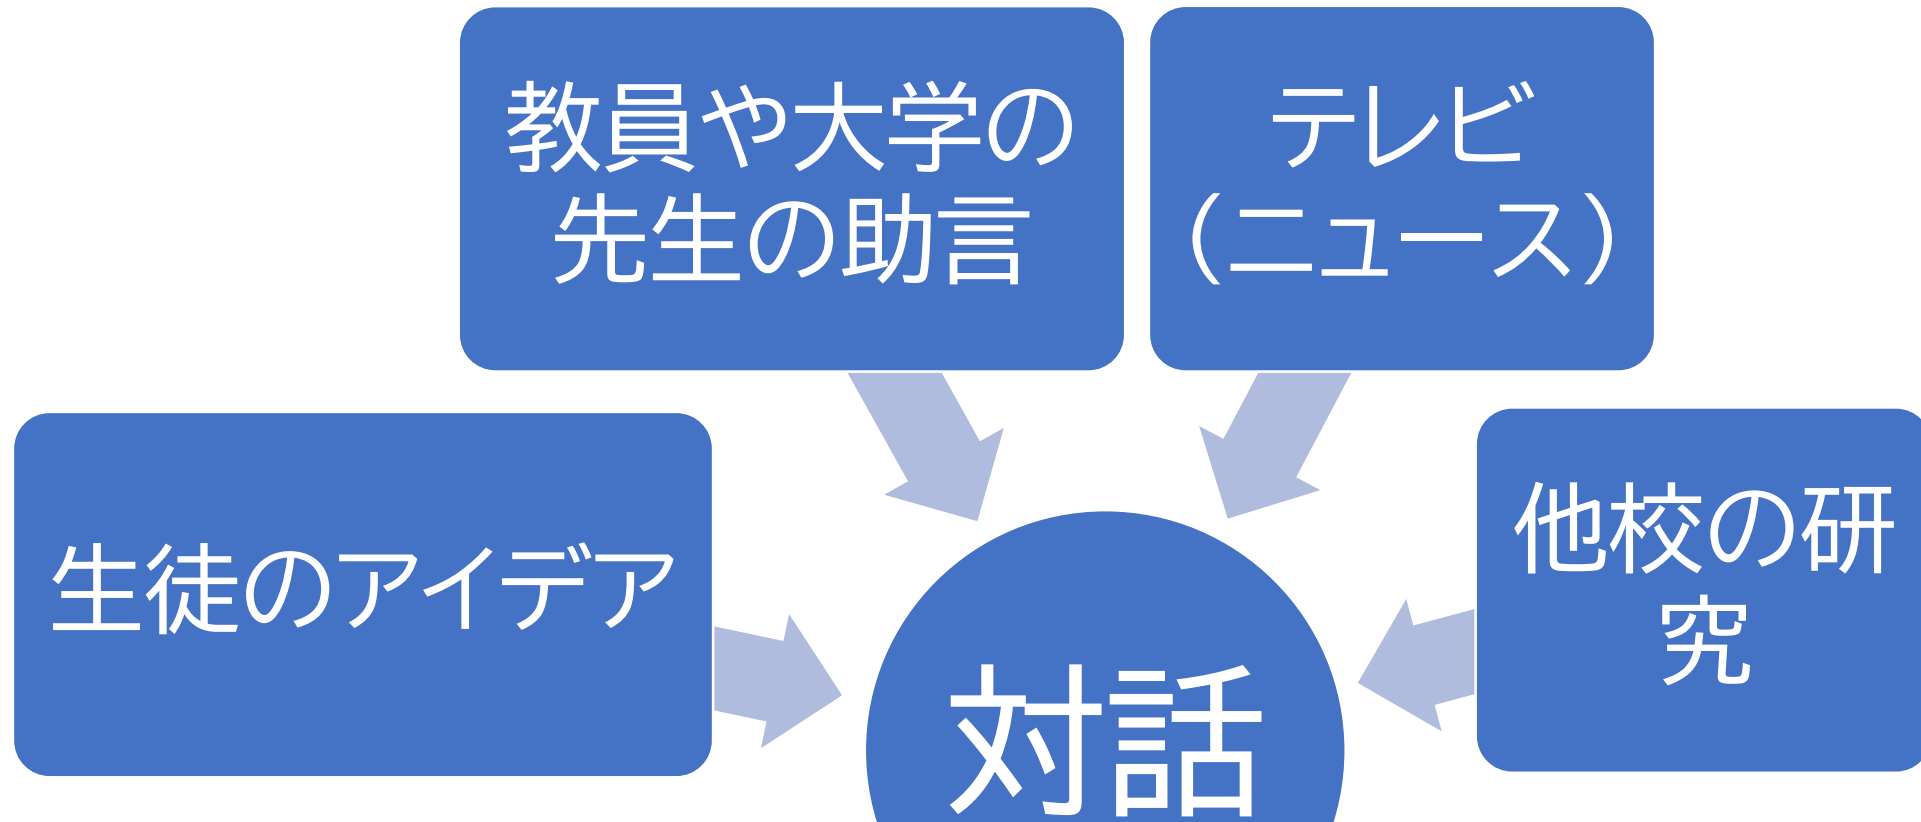 教員や大学の
先生の助言
テレビ
（ニュース）
生徒のアイデア
他校の研
究
対話